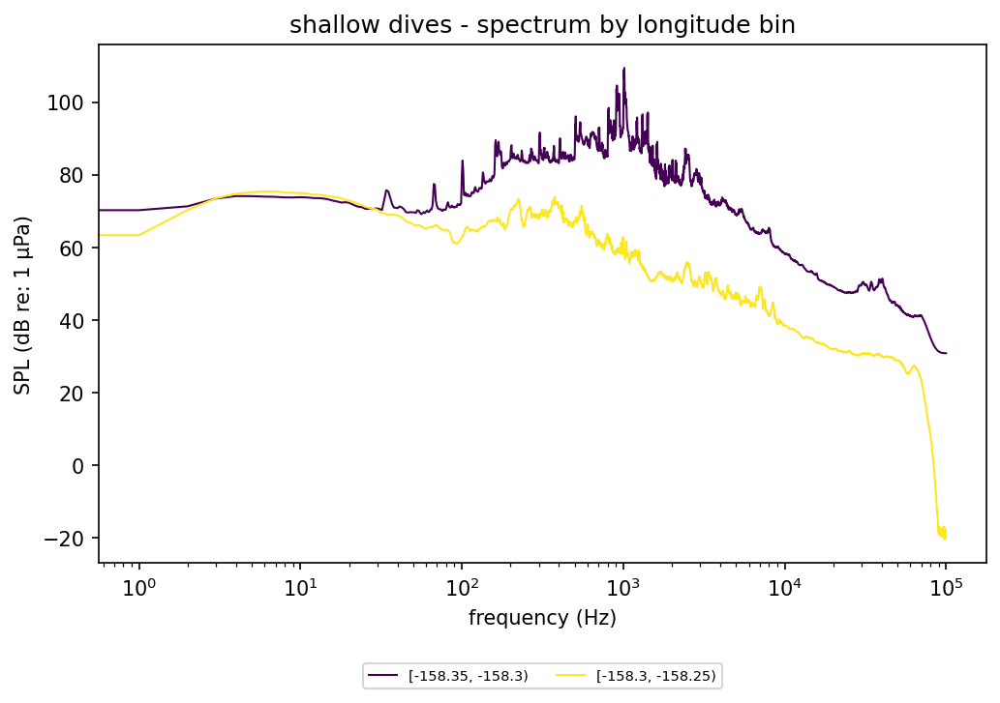 shallow dives - spectrum by longitude bin
SPL (dB re: 1 μPa)
100
80
60
40
20
0
−20
10⁰ 10¹ 10² 10³ 10⁴ 10⁵
frequency (Hz)
[-158.35, -158.3) [-158.3, -158.25)